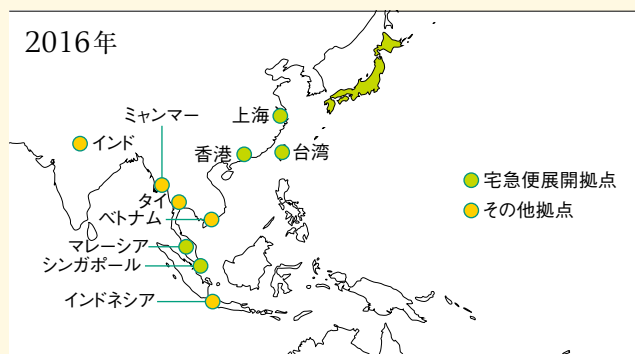 2016年
ミャンマー
上海
インド
香港
台湾
タイ
ベトナム
マレーシア
シンガポール
インドネシア
宅急便展開拠点
その他拠点